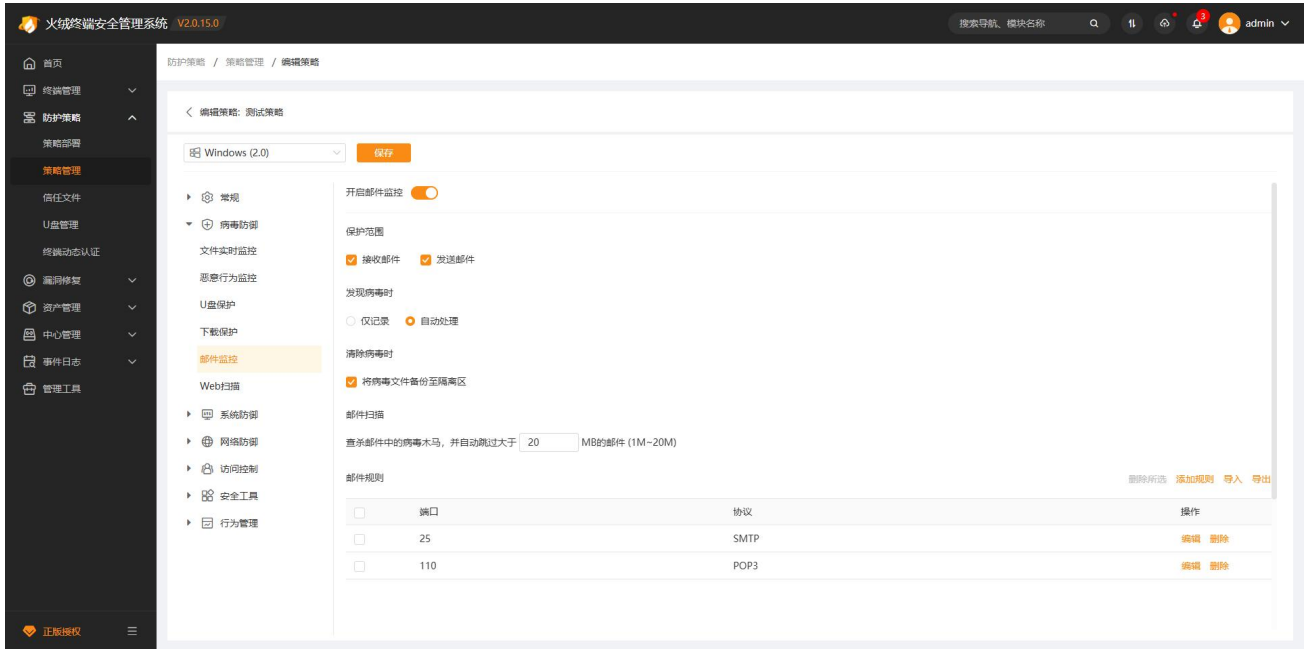 火绒终端安全管理系统 V2.0.15.0
搜索导航、模块名称
3
admin
首页
终端管理
防护策略
策略部署
策略管理
信任文件
U盘管理
终端动态认证
漏洞修复
资产管理
中心管理
事件日志
管理工具
正版授权
防护策略 / 策略管理 / 编辑策略
编辑策略: 测试策略
Windows (2.0)
保存
常规
病毒防御
文件实时监控
恶意行为监控
U盘保护
下载保护
邮件监控
Web扫描
系统防御
网络防御
访问控制
安全工具
行为管理
开启邮件监控
保护范围
接收邮件 发送邮件
发现病毒时
仅记录 自动处理
清除病毒时
将病毒文件备份至隔离区
邮件扫描
查杀邮件中的病毒木马，并自动跳过大于 20 MB的邮件 (1M~20M)
邮件规则
删除所选 添加规则 导入 导出
端口 协议 操作
25 SMTP 编辑 删除
110 POP3 编辑 删除